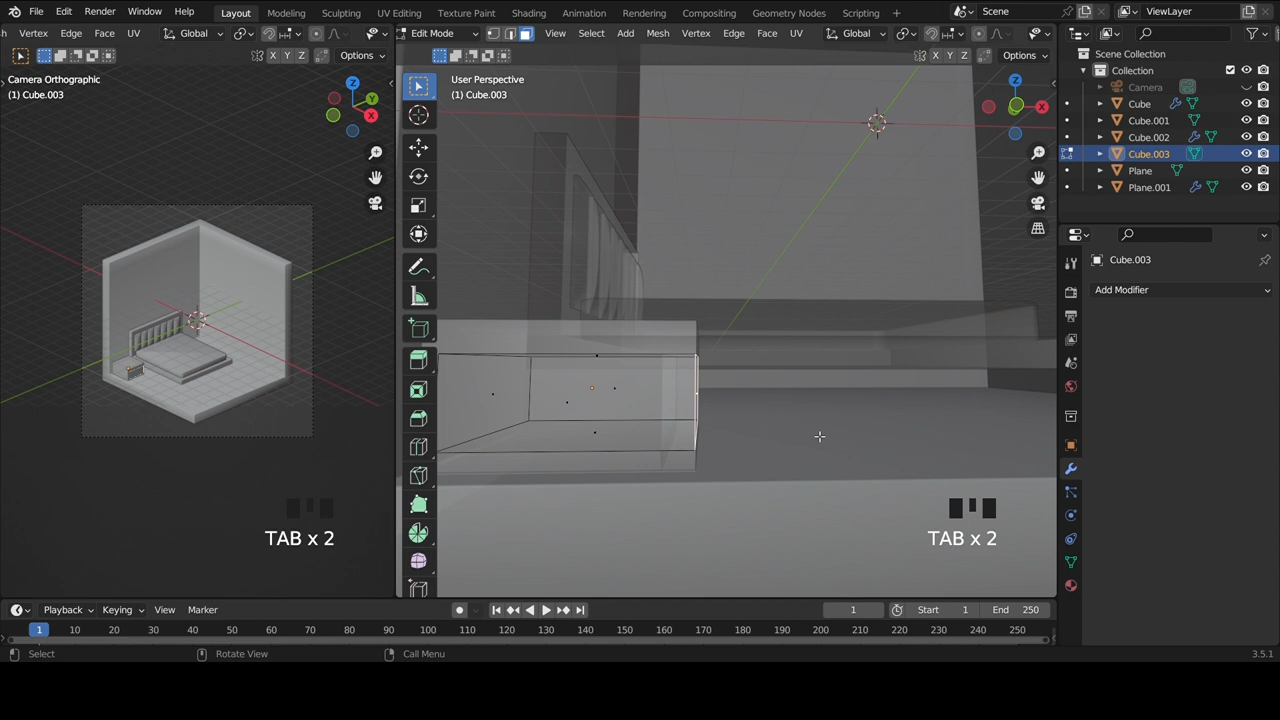 File Edit Render Window Help Layout Modeling Sculpting UV Editing Texture Paint Shading Animation Rendering Compositing Geometry Nodes Scripting + Scene ViewLayer
Vertex Edge Face UV Global Edit Mode View Select Add Mesh Vertex Edge Face UV Global
X Y Z Options X Y Z Options
Camera Orthographic
(1) Cube.003
User Perspective
(1) Cube.003
Z
Y
X
Z
X
TAB x 2
TAB x 2
Scene Collection
Collection
Camera
Cube
Cube.001
Cube.002
Cube.003
Plane
Plane.001
Cube.003
Add Modifier
Playback Keying View Marker 1 Start 1 End 250
1 10 20 30 40 50 60 70 80 90 100 110 120 130 140 150 160 170 180 190 200 210 220 230 240 250
Select Rotate View Call Menu 3.5.1